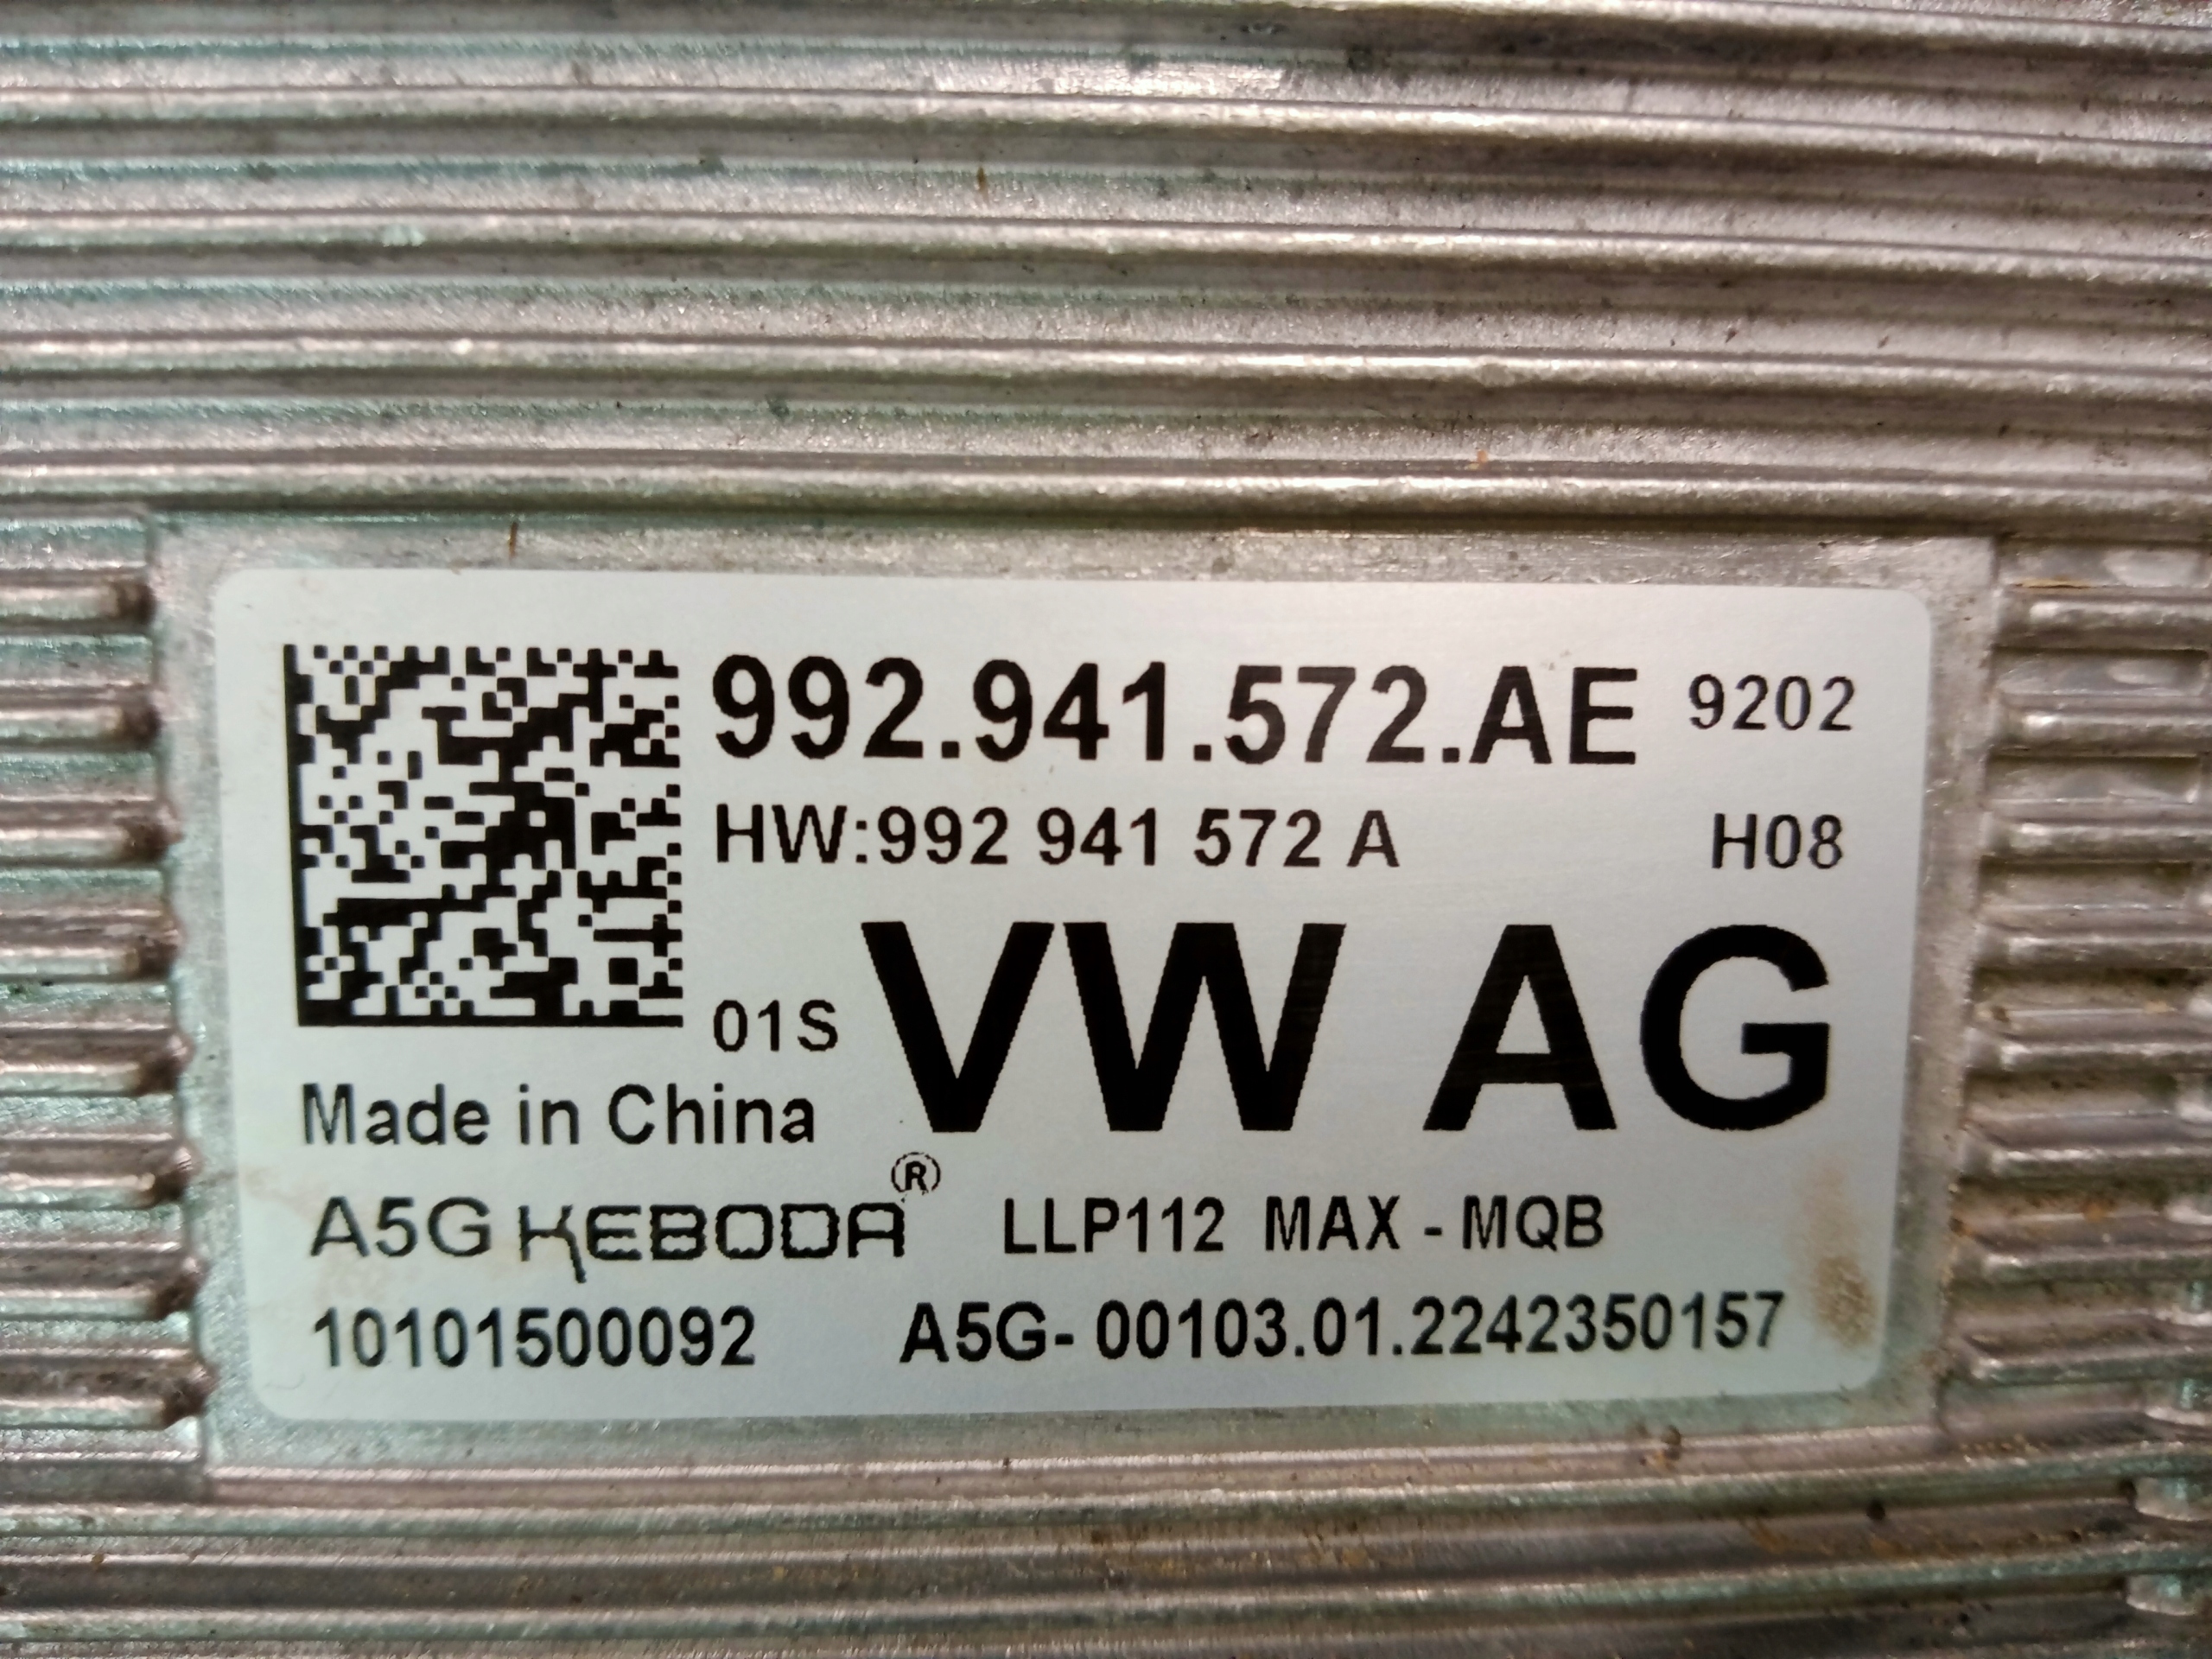 992.941.572.AE 9202
HW:992 941 572 A H08
01S VW AG
Made in China
A5G KEBODA® LLP112 MAX - MQB
10101500092 A5G- 00103.01.2242350157